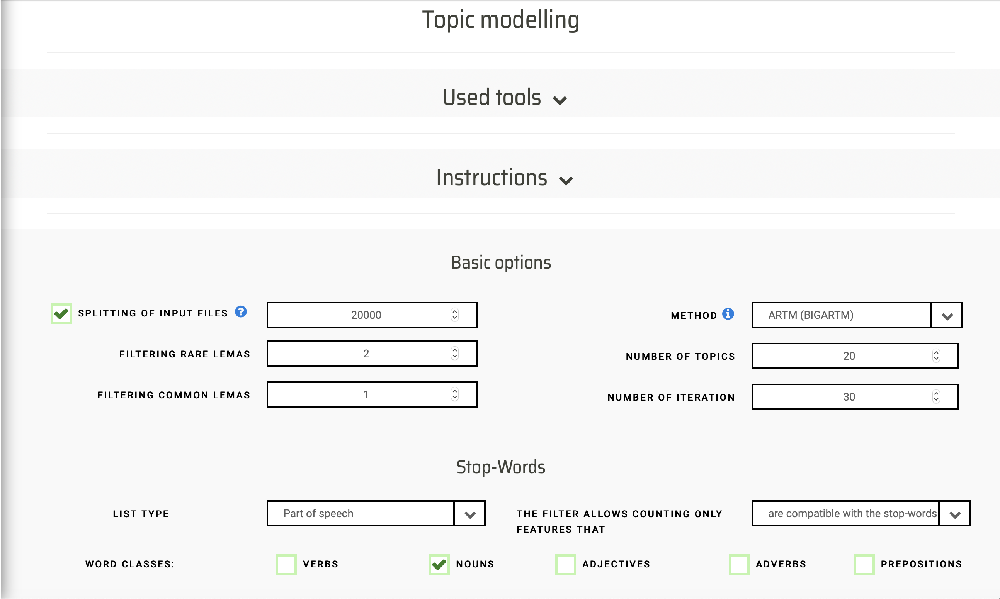 Topic modelling
Used tools
Instructions
Basic options
SPLITTING OF INPUT FILES ? 20000
METHOD i ARTM (BIGARTM)
FILTERING RARE LEMAS 2
NUMBER OF TOPICS 20
FILTERING COMMON LEMAS 1
NUMBER OF ITERATION 30
Stop-Words
LIST TYPE Part of speech
THE FILTER ALLOWS COUNTING ONLY
FEATURES THAT
are compatible with the stop-words
WORD CLASSES: VERBS NOUNS ADJECTIVES ADVERBS PREPOSITIONS